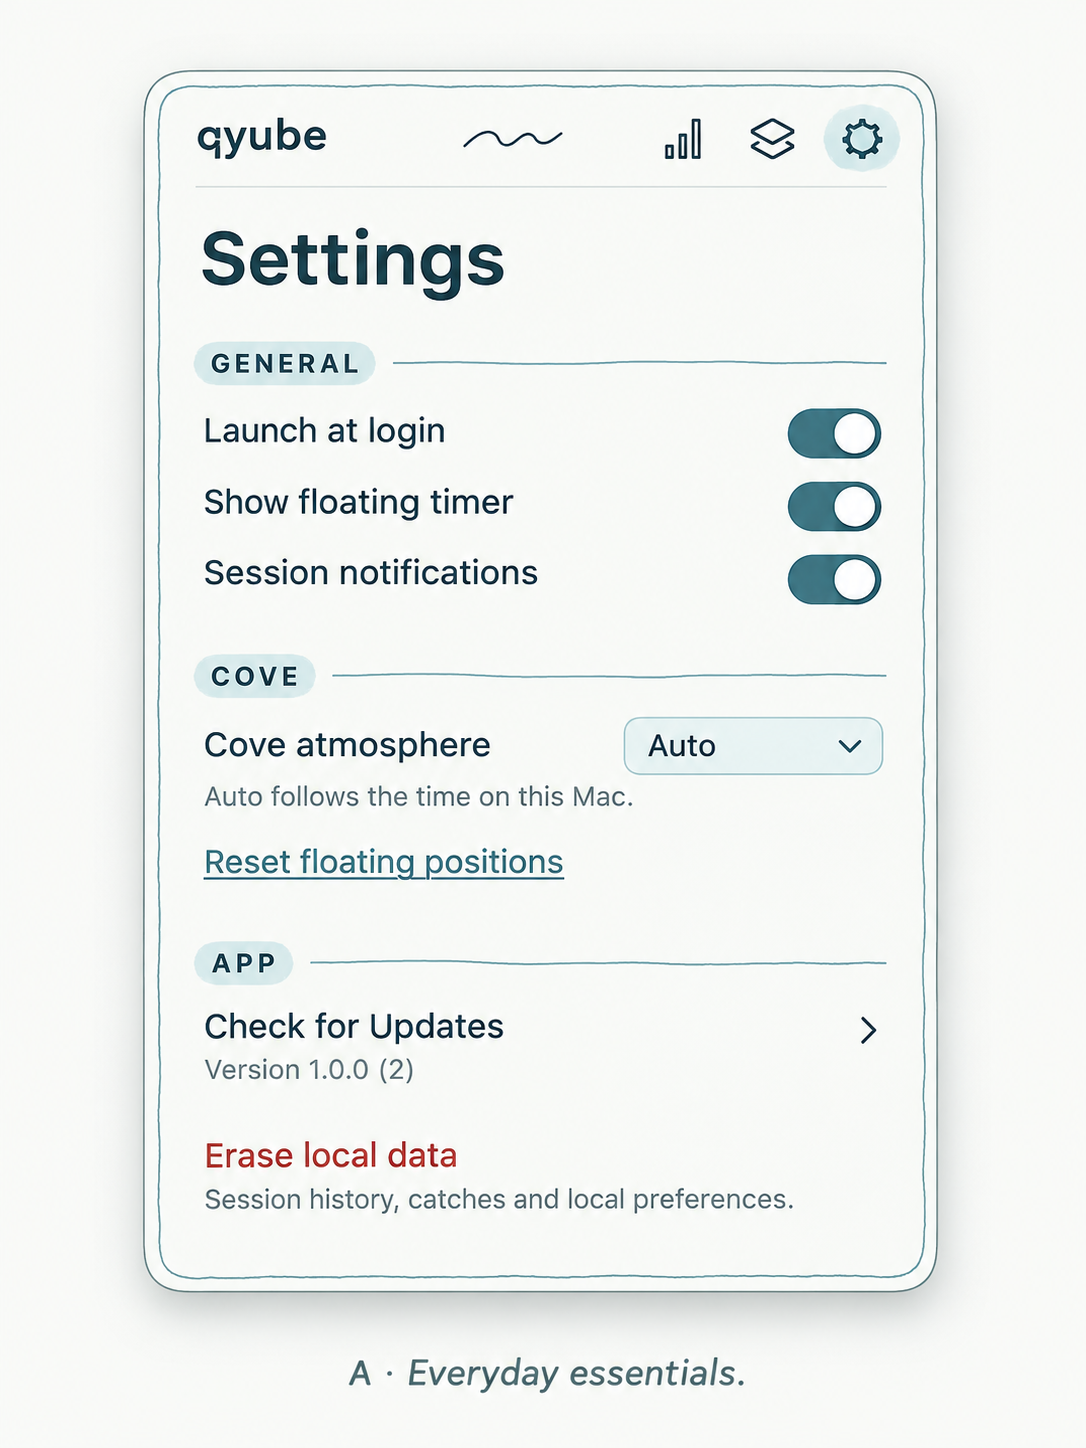 qyube
Settings
GENERAL
Launch at login
Show floating timer
Session notifications
COVE
Cove atmosphere
Auto
Auto follows the time on this Mac.
Reset floating positions
APP
Check for Updates
Version 1.0.0 (2)
Erase local data
Session history, catches and local preferences.
A · Everyday essentials.